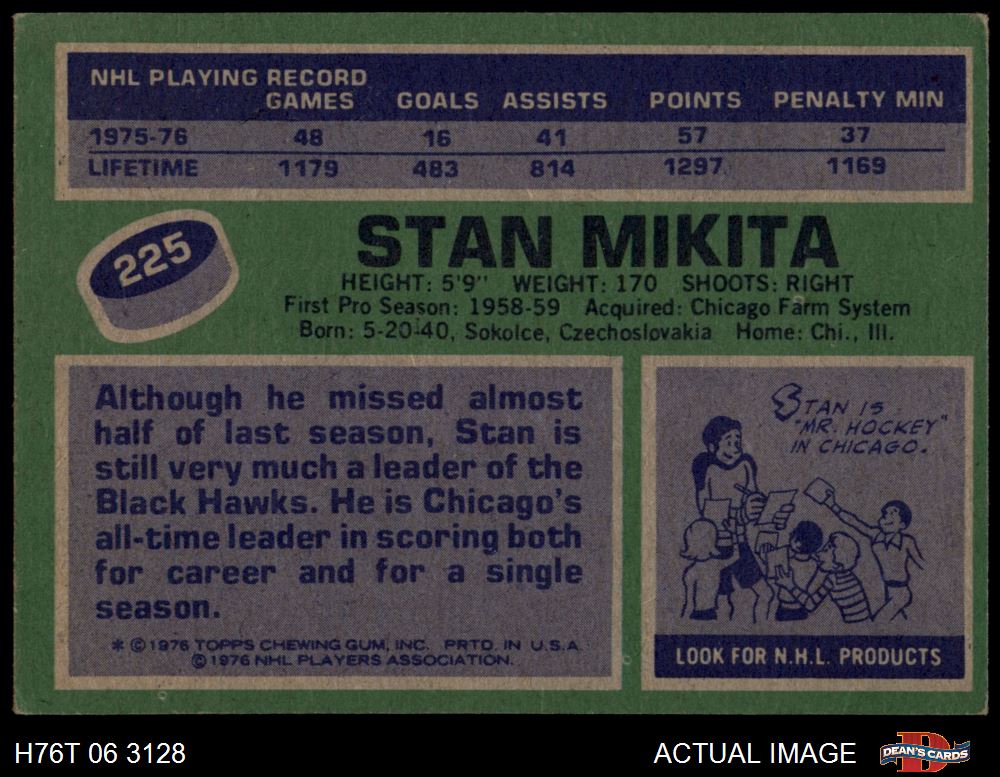 NHL PLAYING RECORD
GAMES GOALS ASSISTS POINTS PENALTY MIN
1975-76 48 16 41 57 37
LIFETIME 1179 483 814 1297 1169
225
STAN MIKITA
HEIGHT: 5'9" WEIGHT: 170 SHOOTS: RIGHT
First Pro Season: 1958-59 Acquired: Chicago Farm System
Born: 5-20-40, Sokolce, Czechoslovakia Home: Chi., Ill.
Although he missed almost
half of last season, Stan is
still very much a leader of the
Black Hawks. He is Chicago's
all-time leader in scoring both
for career and for a single
season.
* ©1976 TOPPS CHEWING GUM, INC. PRTD. IN U.S.A.
©1976 NHL PLAYERS ASSOCIATION.
STAN IS
"MR. HOCKEY"
IN CHICAGO.
LOOK FOR N.H.L. PRODUCTS
H76T 06 3128
ACTUAL IMAGE
DEAN'S CARDS